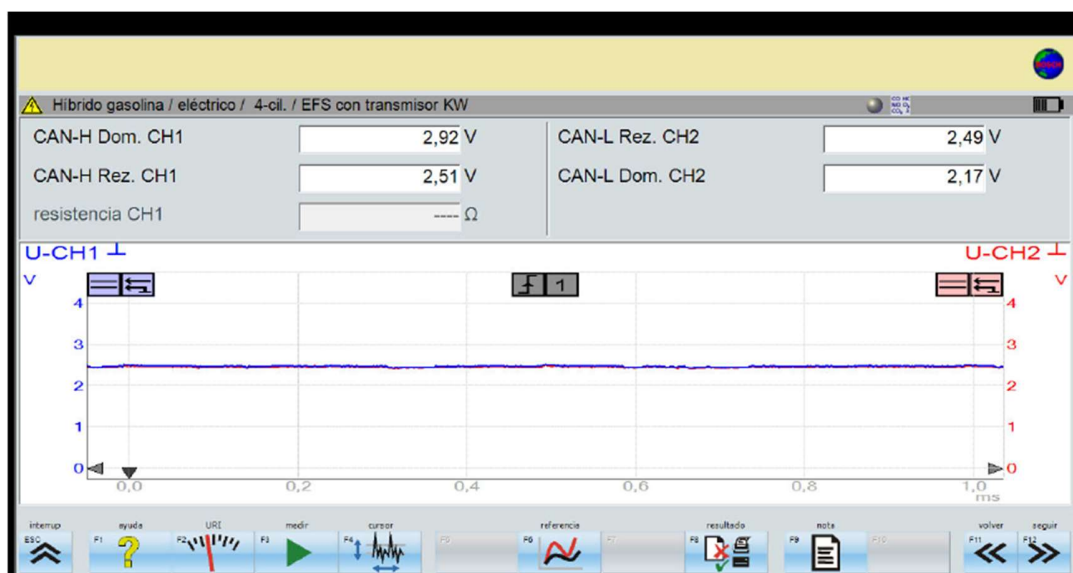 BOSCH
Híbrido gasolina / eléctrico / 4-cil. / EFS con transmisor KW
CAN-H Dom. CH1 2,92 V
CAN-L Rez. CH2 2,49 V
CAN-H Rez. CH1 2,51 V
CAN-L Dom. CH2 2,17 V
resistencia CH1 ---- Ω
U-CH1 U-CH2
V V
1
4 4
3 3
2 2
1 1
0 0
0,0 0,2 0,4 0,6 0,8 1,0
ms
interrup ayuda URI medir cursor referencia resultado nota volver seguir
ESC F1 ? F2 F3 F4 F5 F6 F7 F8 F9 F10 F11 F12